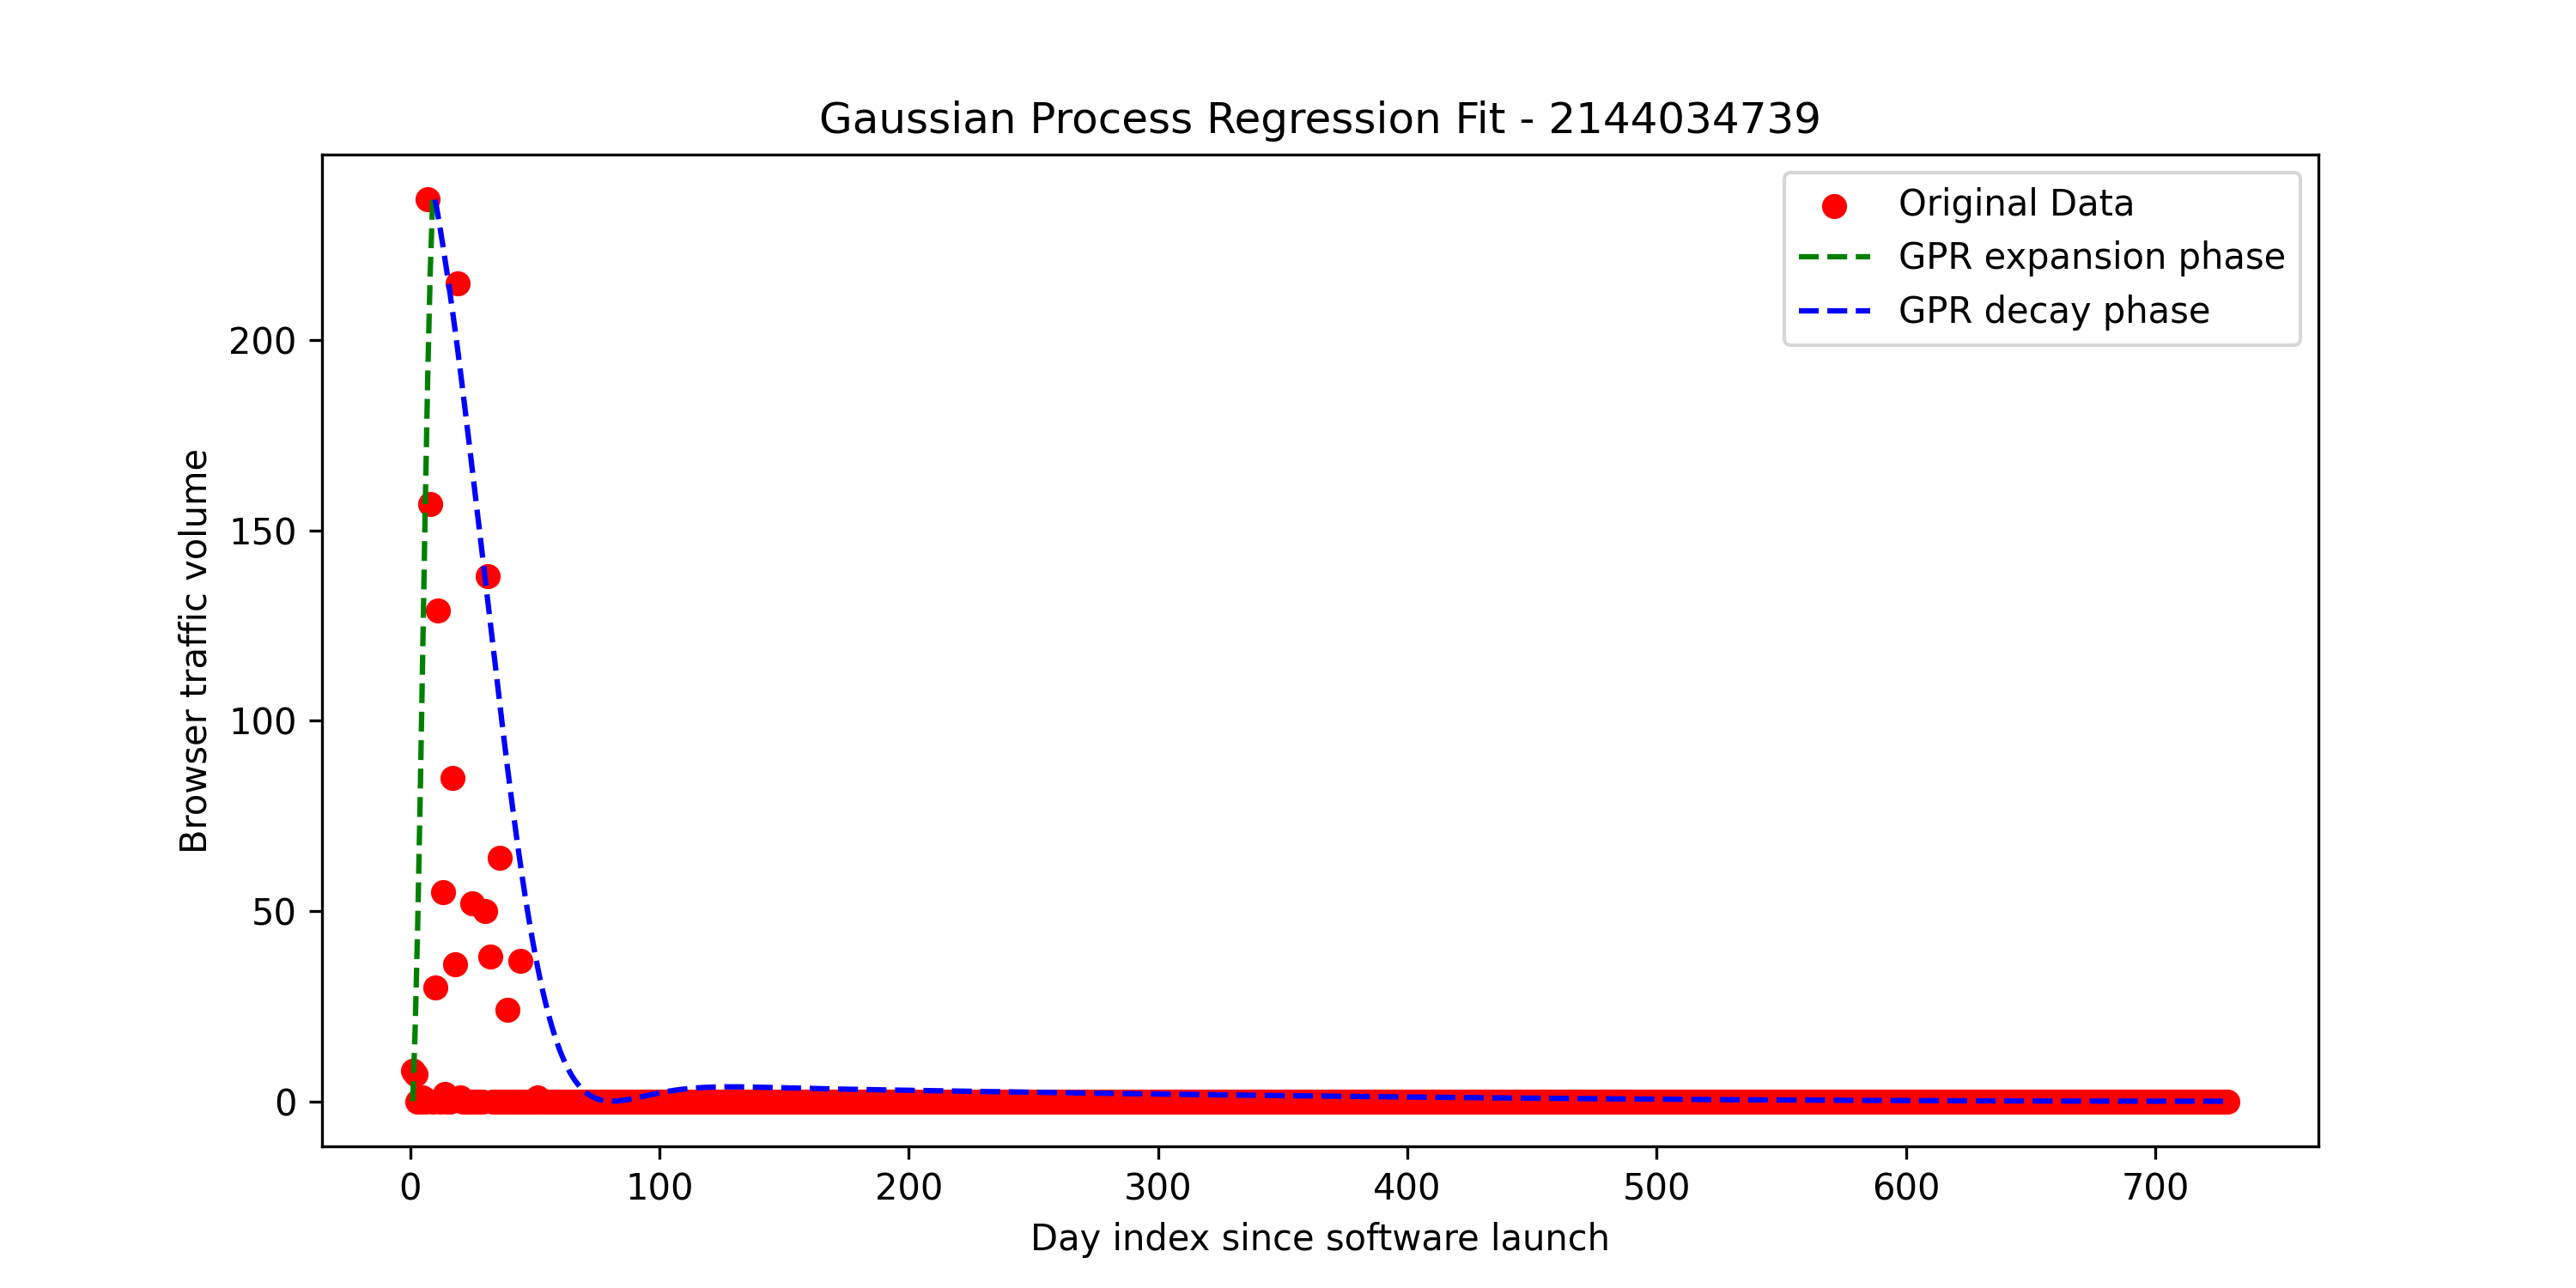 Gaussian Process Regression Fit - 2144034739
Original Data
GPR expansion phase
GPR decay phase
Browser traffic volume
200
150
100
50
0
0 100 200 300 400 500 600 700
Day index since software launch